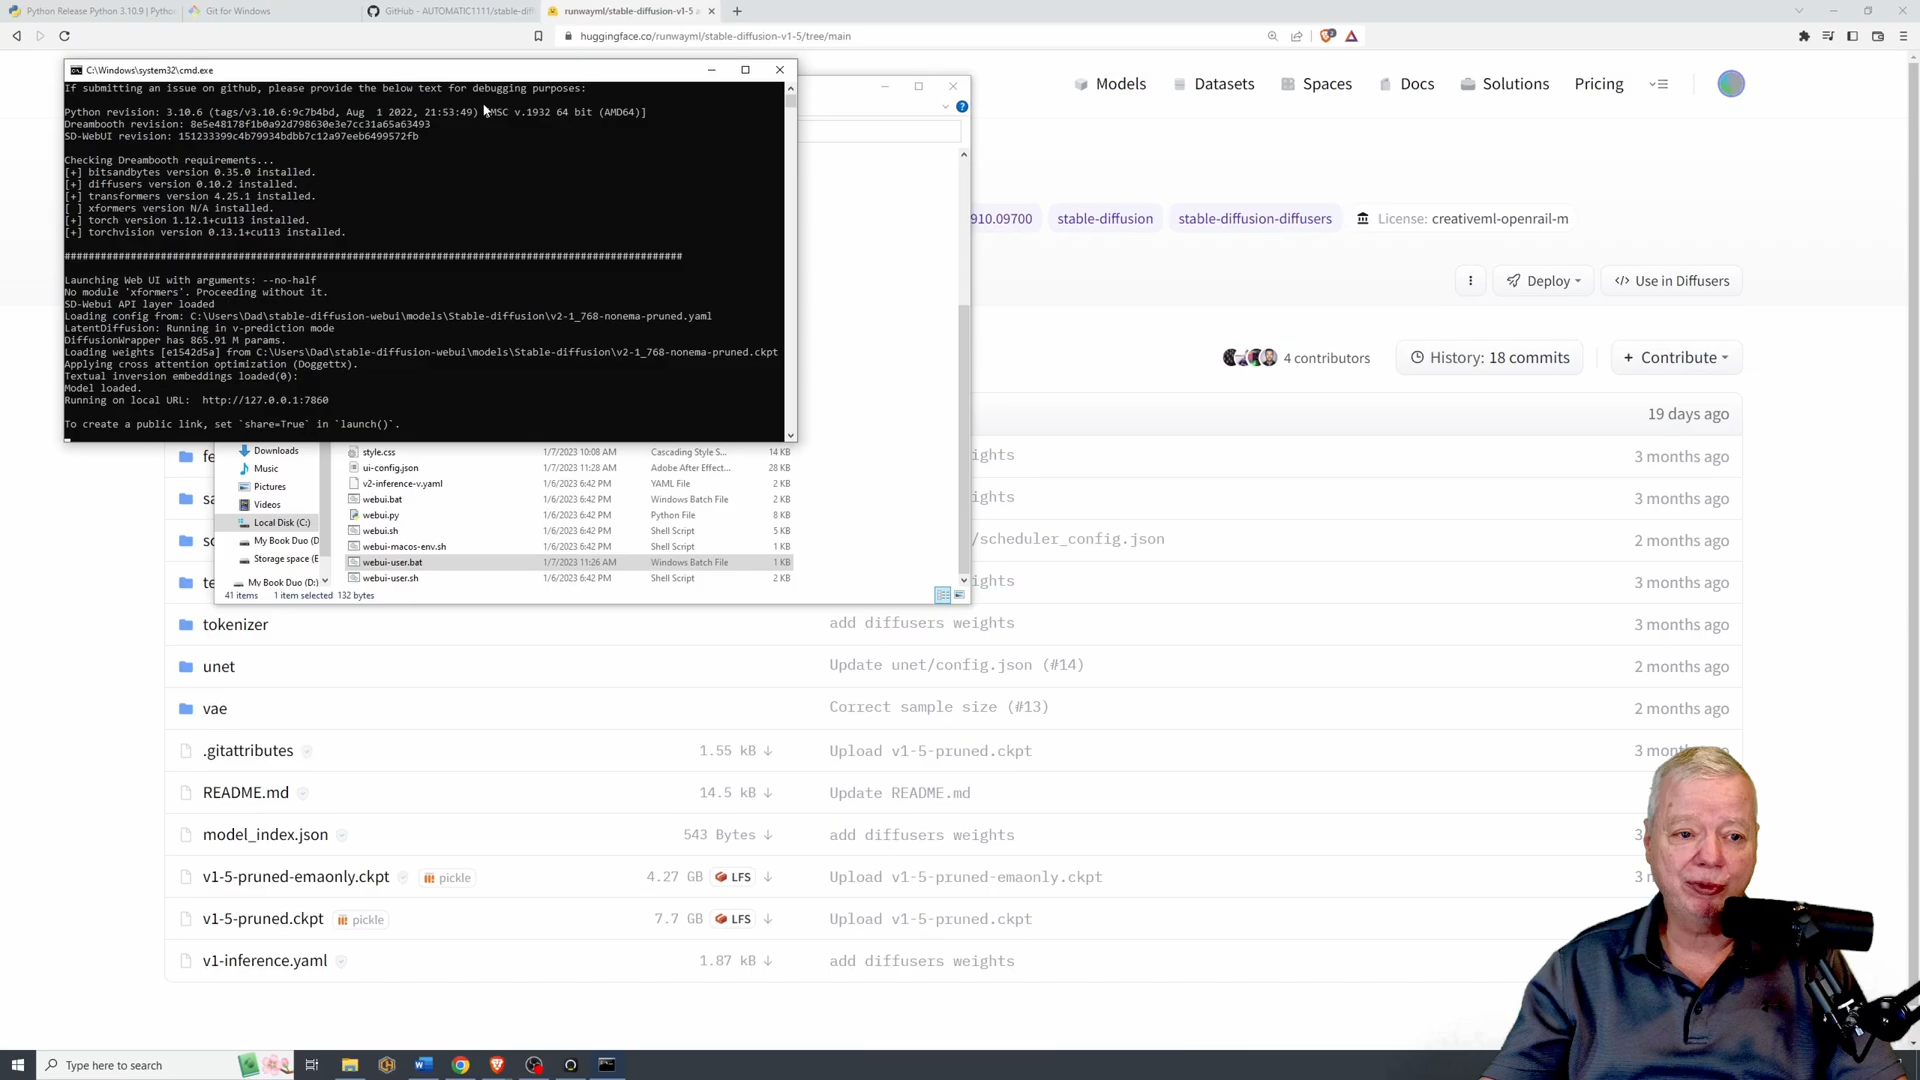 Python Release Python 3.10.9 | Pytho
Git for Windows
GitHub - AUTOMATIC1111/stable-diff
runwayml/stable-diffusion-v1-5 a
huggingface.co/runwayml/stable-diffusion-v1-5/tree/main
C:\Windows\system32\cmd.exe
If submitting an issue on github, please provide the below text for debugging purposes:
Python revision: 3.10.6 (tags/v3.10.6:9c7b4bd, Aug 1 2022, 21:53:49) MSC v.1932 64 bit (AMD64)]
Dreambooth revision: 8e5e48178f1b0a92d798630e3e7cc31a65a63493
SD-WebUI revision: 151233399c4b79934bdbb7c12a97eeb6499572fb
Checking Dreambooth requirements...
[+] bitsandbytes version 0.35.0 installed.
[+] diffusers version 0.10.2 installed.
[+] transformers version 4.25.1 installed.
[ ] xformers version N/A installed.
[+] torch version 1.12.1+cu113 installed.
[+] torchvision version 0.13.1+cu113 installed.
Launching Web UI with arguments: --no-half
No module 'xformers'. Proceeding without it.
SD-Webui API layer loaded
Loading config from: C:\Users\Dad\stable-diffusion-webui\models\Stable-diffusion\v2-1_768-nonema-pruned.yaml
LatentDiffusion: Running in v-prediction mode
DiffusionWrapper has 865.91 M params.
Loading weights [e1542d5a] from C:\Users\Dad\stable-diffusion-webui\models\Stable-diffusion\v2-1_768-nonema-pruned.ckpt
Applying cross attention optimization (Doggettx).
Textual inversion embeddings loaded(0):
Model loaded.
Running on local URL:  http://127.0.0.1:7860
To create a public link, set `share=True` in `launch()`.
Models
Datasets
Spaces
Docs
Solutions
Pricing
910.09700
stable-diffusion
stable-diffusion-diffusers
License: creativeml-openrail-m
Deploy
</> Use in Diffusers
4 contributors
History: 18 commits
+ Contribute
19 days ago
Downloads
Music
Pictures
Videos
Local Disk (C:)
My Book Duo (D
Storage space (E
My Book Duo (D:)
style.css 1/7/2023 10:08 AM Cascading Style S... 14 KB
ui-config.json 1/7/2023 11:28 AM Adobe After Effect... 28 KB
v2-inference-v.yaml 1/6/2023 6:42 PM YAML File 2 KB
webui.bat 1/6/2023 6:42 PM Windows Batch File 2 KB
webui.py 1/6/2023 6:42 PM Python File 8 KB
webui.sh 1/6/2023 6:42 PM Shell Script 5 KB
webui-macos-env.sh 1/6/2023 6:42 PM Shell Script 1 KB
webui-user.bat 1/7/2023 11:26 AM Windows Batch File 1 KB
webui-user.sh 1/6/2023 6:42 PM Shell Script 2 KB
41 items 1 item selected 132 bytes
fe ights 3 months ago
sa ights 3 months ago
sc /scheduler_config.json 2 months ago
te ights 3 months ago
tokenizer add diffusers weights 3 months ago
unet Update unet/config.json (#14) 2 months ago
vae Correct sample size (#13) 2 months ago
.gitattributes 1.55 kB Upload v1-5-pruned.ckpt 3 mont
README.md 14.5 kB Update README.md
model_index.json 543 Bytes add diffusers weights 3
v1-5-pruned-emaonly.ckpt pickle 4.27 GB LFS Upload v1-5-pruned-emaonly.ckpt 3 m
v1-5-pruned.ckpt pickle 7.7 GB LFS Upload v1-5-pruned.ckpt 3
v1-inference.yaml 1.87 kB add diffusers weights
Type here to search